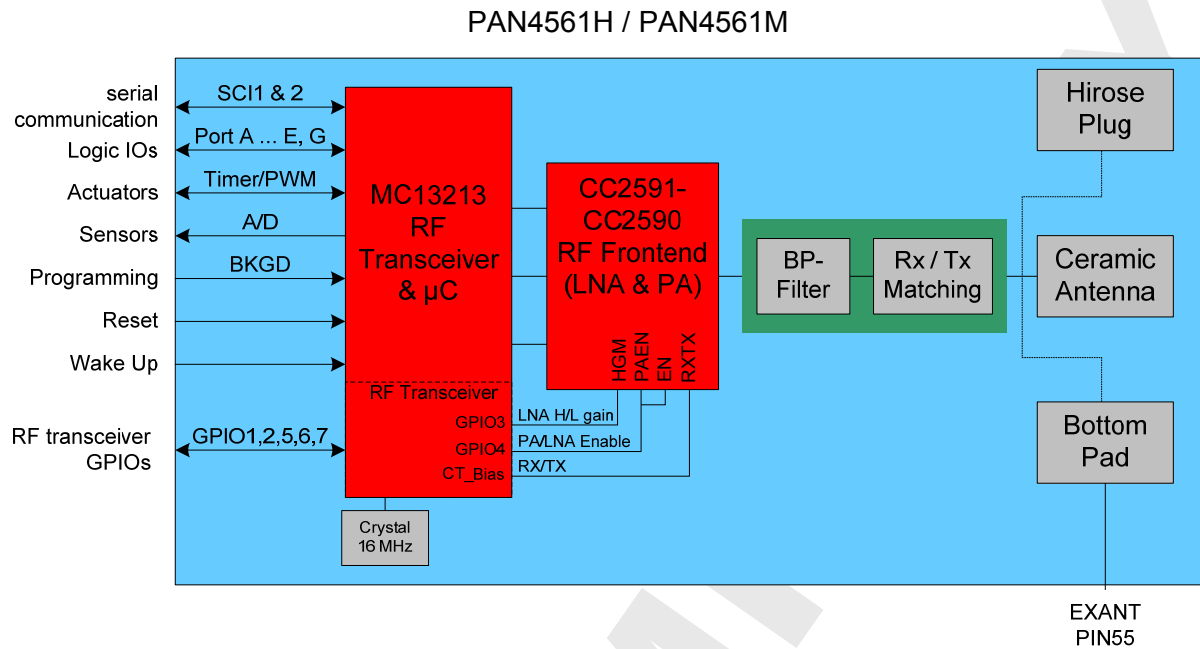 PAN4561H / PAN4561M
serial
communication
SCI1 & 2
Logic IOs
Port A ... E, G
Actuators
Timer/PWM
Sensors
A/D
Programming
BKGD
Reset
Wake Up
RF transceiver
GPIOs
GPIO1,2,5,6,7
MC13213
RF
Transceiver
& µC
RF Transceiver
GPIO3
GPIO4
CT_Bias
LNA H/L gain
PA/LNA Enable
RX/TX
Crystal
16 MHz
CC2591-
CC2590
RF Frontend
(LNA & PA)
HGM
PAEN
EN
RXTX
BP-
Filter
Rx / Tx
Matching
Hirose
Plug
Ceramic
Antenna
Bottom
Pad
EXANT
PIN55